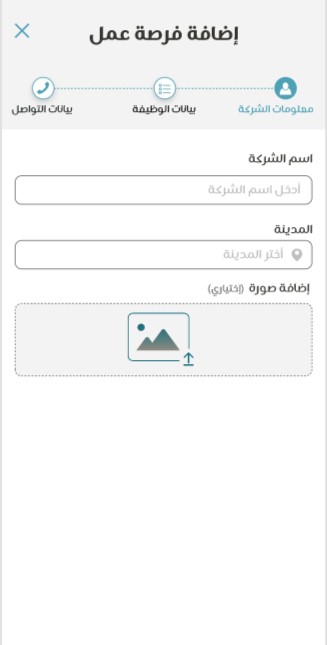 إضافة فرصة عمل
معلومات الشركة
بيانات الوظيفة
بيانات التواصل
اسم الشركة
أدخل اسم الشركة
المدينة
أختر المدينة
إضافة صورة (إختياري)